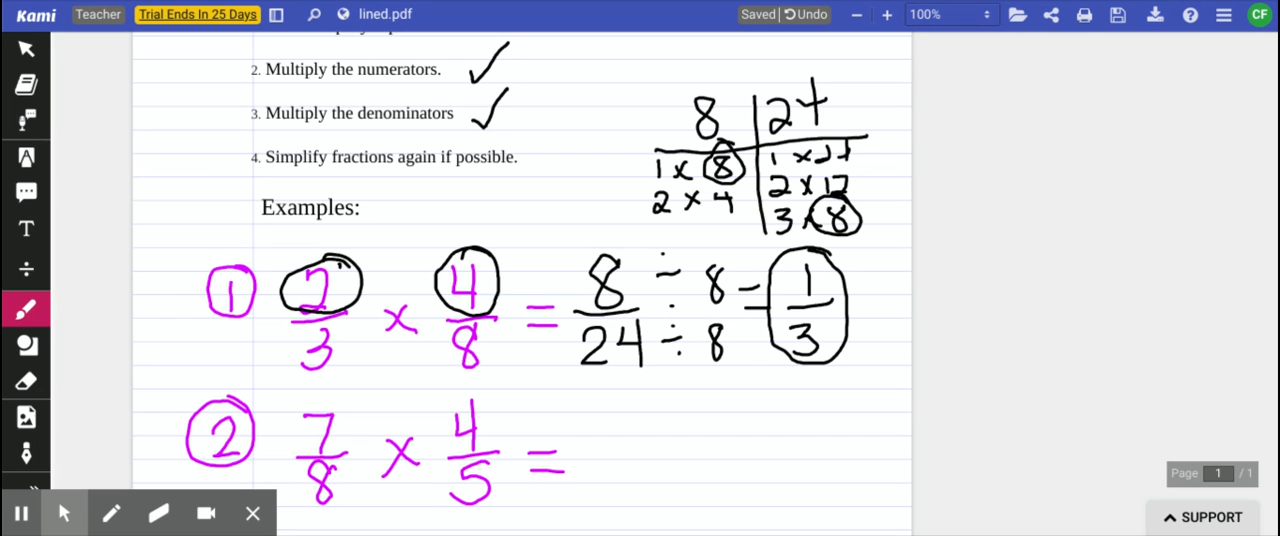 Kami Teacher Trial Ends In 25 Days lined.pdf Saved Undo 100% CF
2. Multiply the numerators.
3. Multiply the denominators
4. Simplify fractions again if possible.
Examples:
8 | 24
1 x 8 | 1 x 24
2 x 4 | 2 x 12
3 x 8
1 2/3 x 4/8 = 8/24 ÷ 8/8 = 1/3
2 7/8 x 4/5 =
Page 1 / 1
SUPPORT